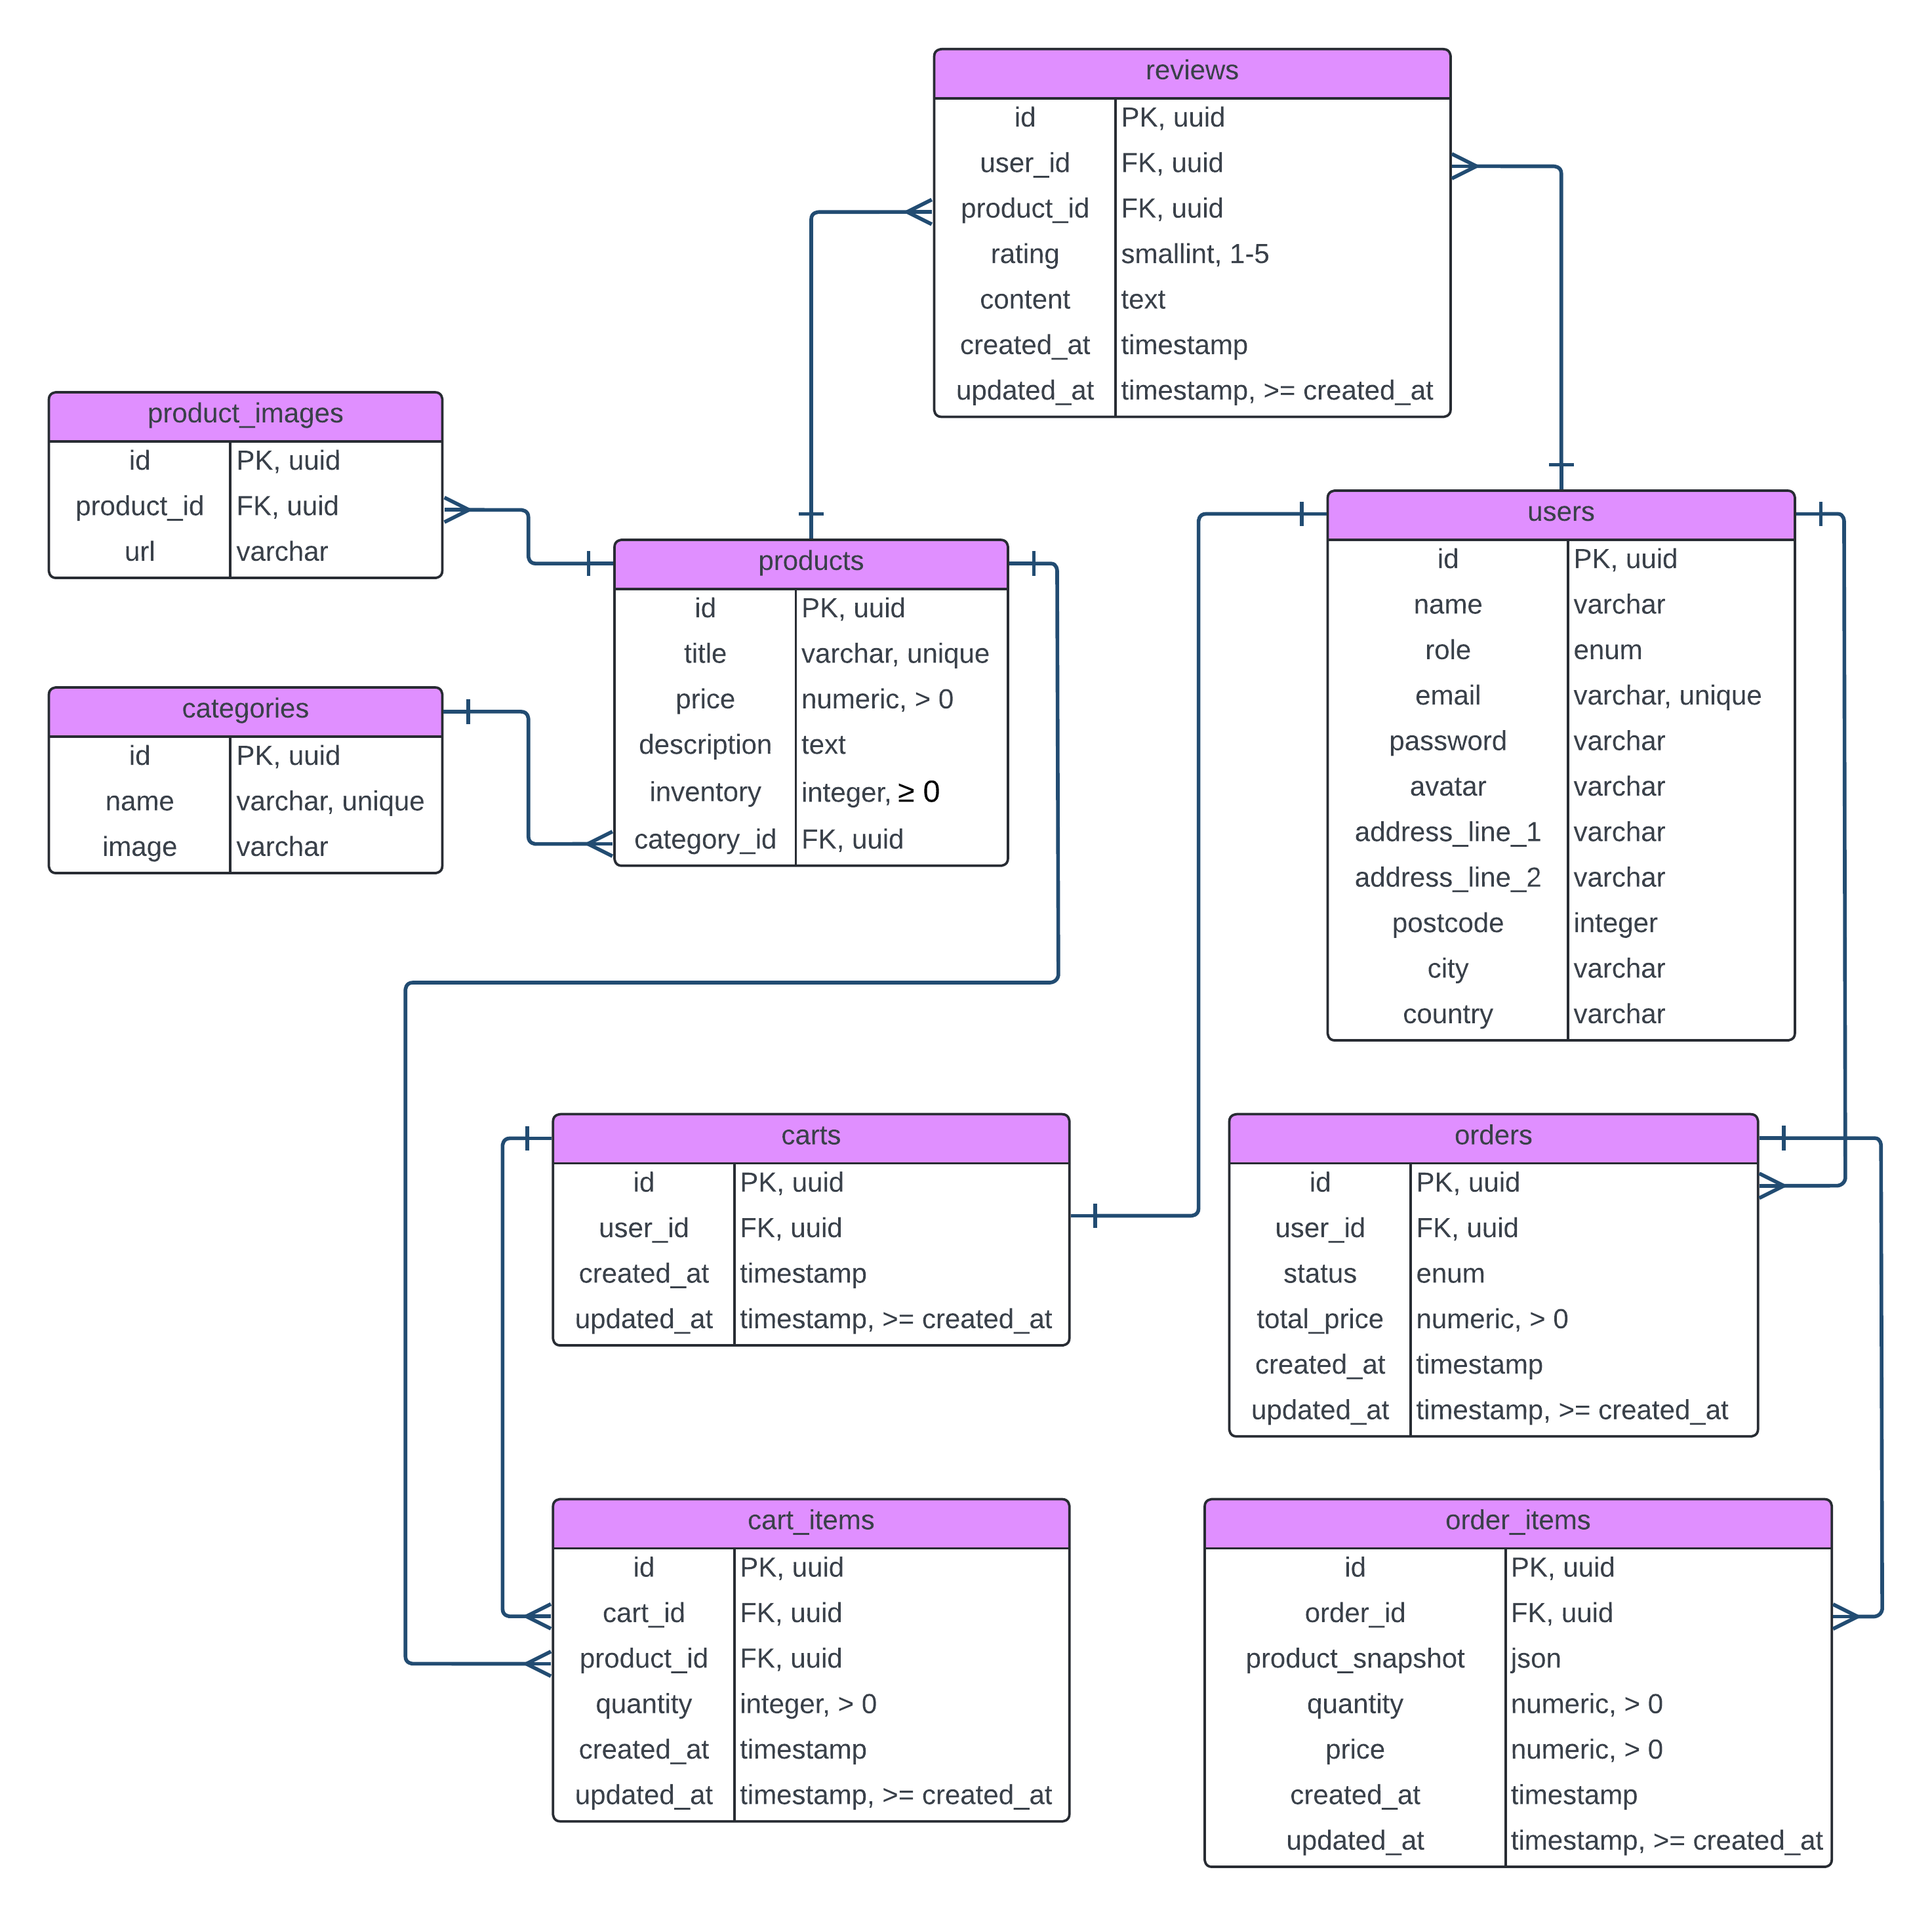 reviews
id PK, uuid
user_id FK, uuid
product_id FK, uuid
rating smallint, 1-5
content text
created_at timestamp
updated_at timestamp, >= created_at
product_images
id PK, uuid
product_id FK, uuid
url varchar
categories
id PK, uuid
name varchar, unique
image varchar
products
id PK, uuid
title varchar, unique
price numeric, > 0
description text
inventory integer, ≥ 0
category_id FK, uuid
users
id PK, uuid
name varchar
role enum
email varchar, unique
password varchar
avatar varchar
address_line_1 varchar
address_line_2 varchar
postcode integer
city varchar
country varchar
carts
id PK, uuid
user_id FK, uuid
created_at timestamp
updated_at timestamp, >= created_at
orders
id PK, uuid
user_id FK, uuid
status enum
total_price numeric, > 0
created_at timestamp
updated_at timestamp, >= created_at
cart_items
id PK, uuid
cart_id FK, uuid
product_id FK, uuid
quantity integer, > 0
created_at timestamp
updated_at timestamp, >= created_at
order_items
id PK, uuid
order_id FK, uuid
product_snapshot json
quantity numeric, > 0
price numeric, > 0
created_at timestamp
updated_at timestamp, >= created_at